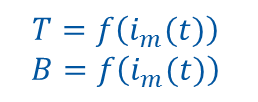 T = f(i_m(t))
B = f(i_m(t))